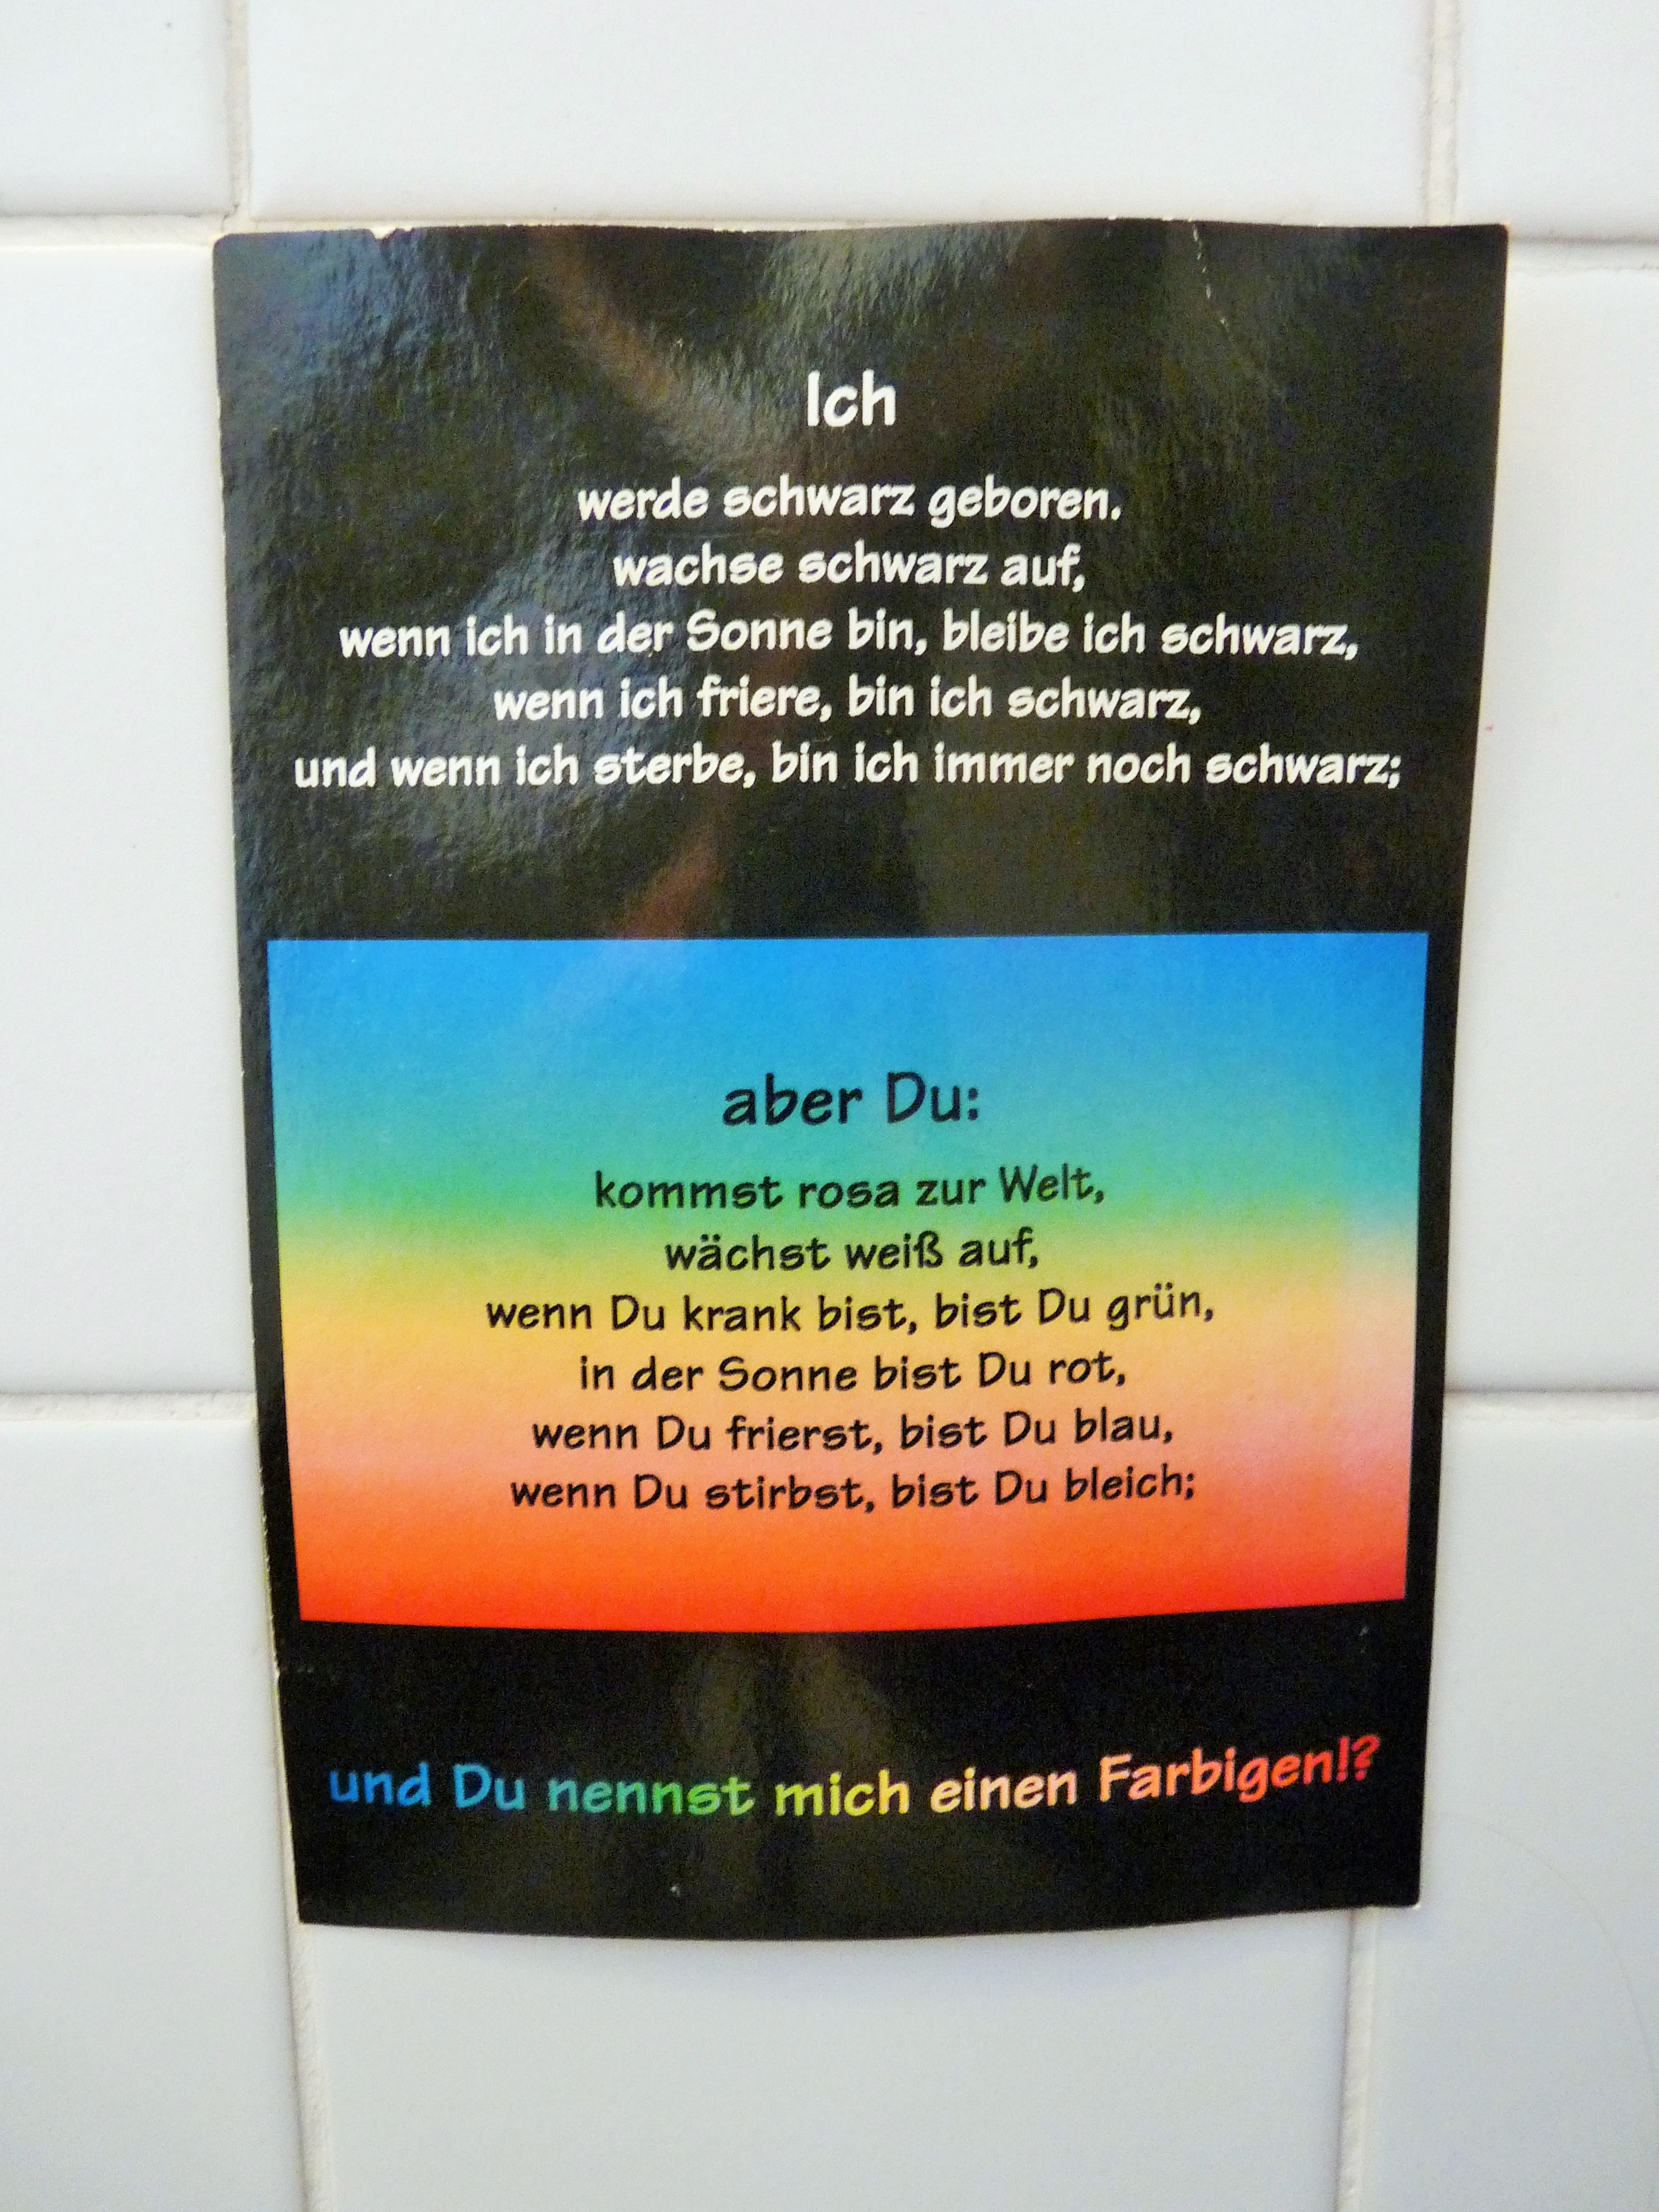 Ich
werde schwarz geboren.
wachse schwarz auf,
wenn ich in der Sonne bin, bleibe ich schwarz,
wenn ich friere, bin ich schwarz,
und wenn ich sterbe, bin ich immer noch schwarz;
aber Du:
kommst rosa zur Welt,
wächst weiß auf,
wenn Du krank bist, bist Du grün,
in der Sonne bist Du rot,
wenn Du frierst, bist Du blau,
wenn Du stirbst, bist Du bleich;
und Du nennst mich einen Farbigen!?